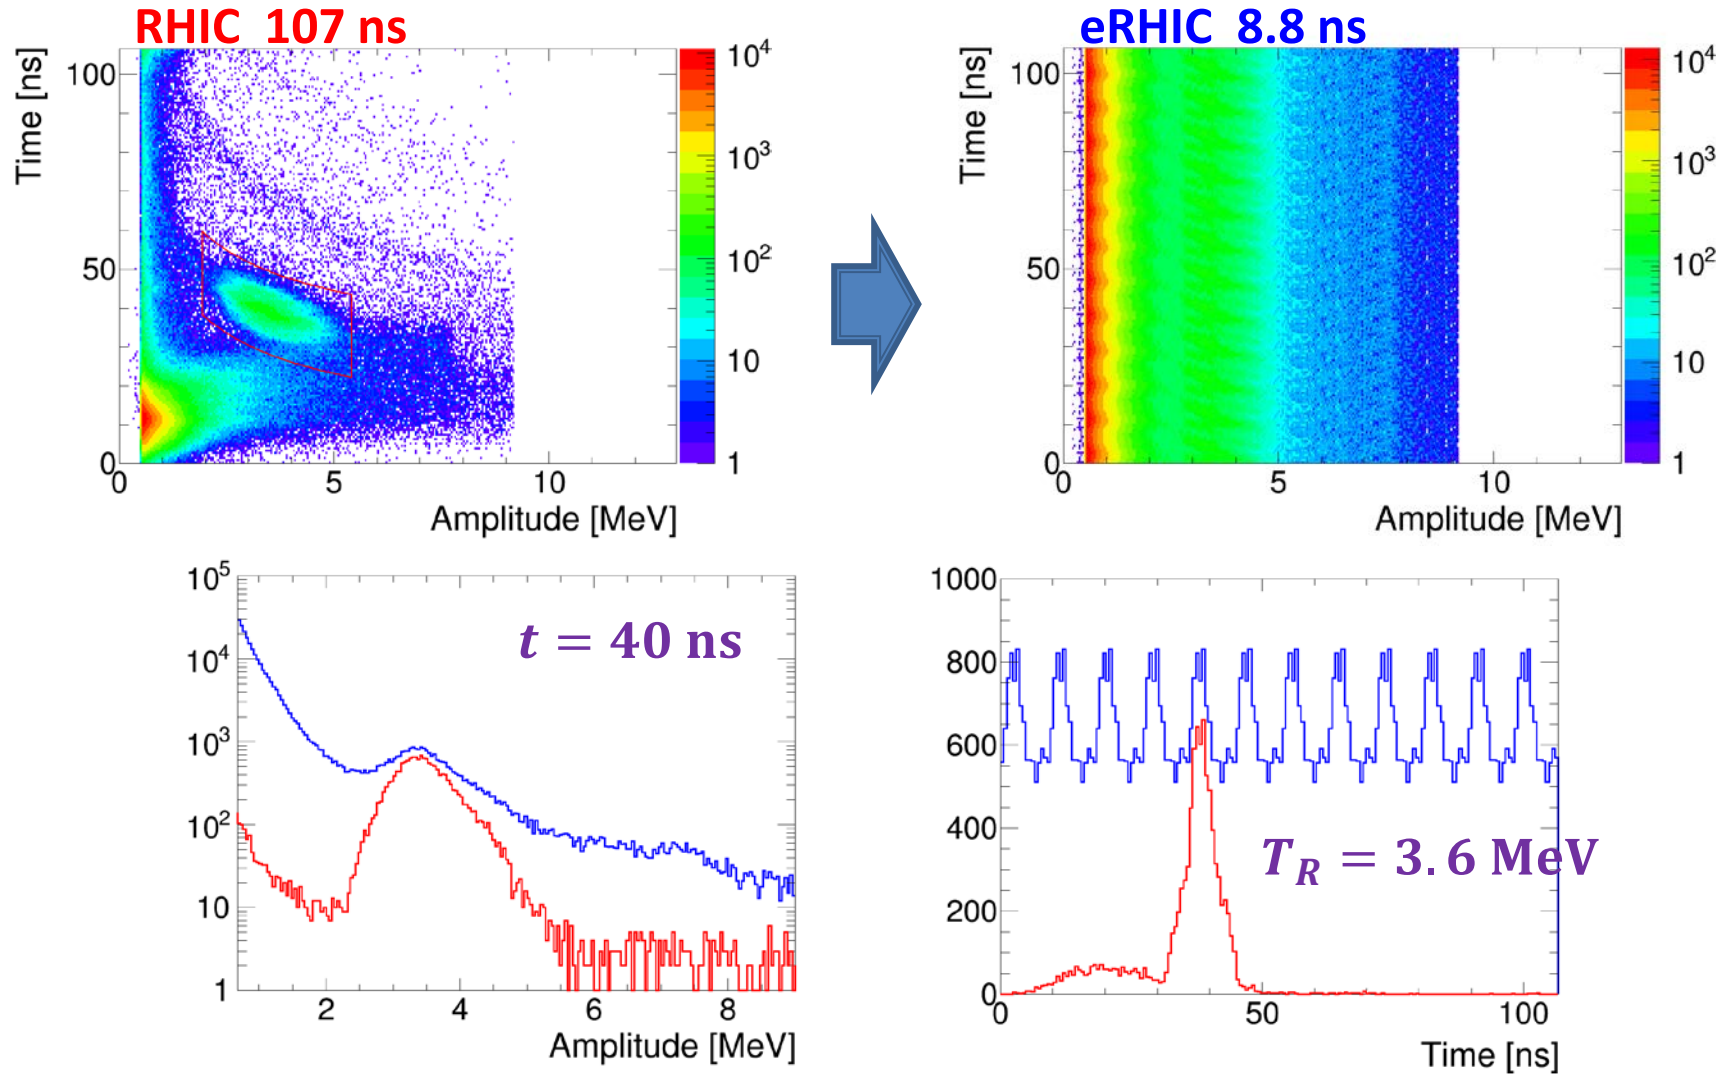 RHIC 107 ns
eRHIC 8.8 ns
Time [ns]
100
50
0
0 5 10
Amplitude [MeV]
10⁴
10³
10²
10
1
Time [ns]
100
50
0
0 5 10
Amplitude [MeV]
10⁴
10³
10²
10
1
10⁵
10⁴
10³
10²
10
1
t = 40 ns
2 4 6 8
Amplitude [MeV]
1000
800
600
400
200
0
T_R = 3.6 MeV
0 50 100
Time [ns]